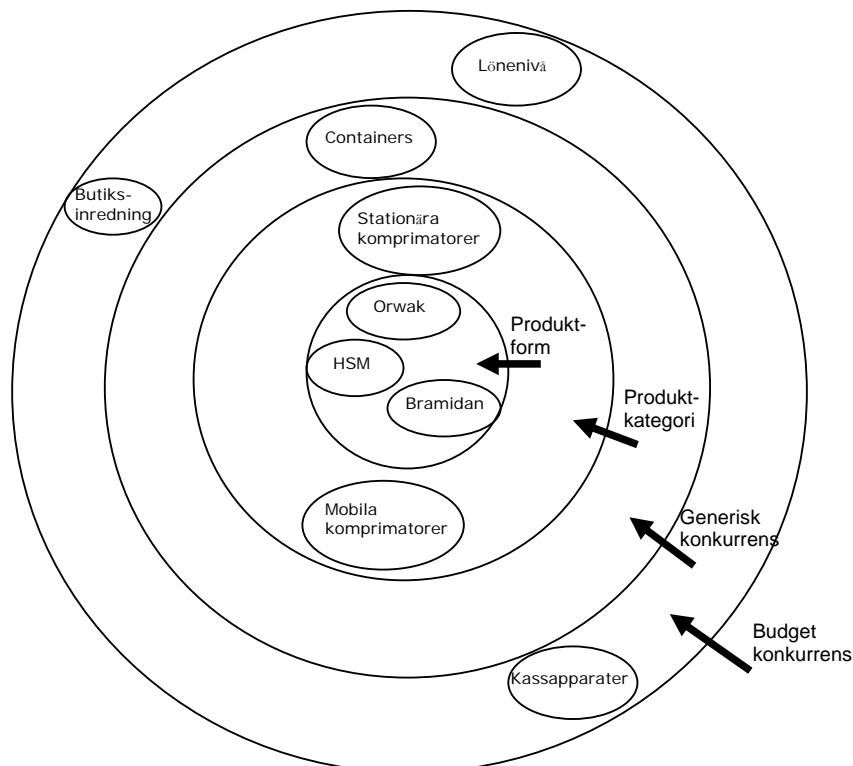 Lönenivå
Containers
Butiks-
inredning
Stationära
komprimatorer
Orwak
Produkt-
form
HSM
Bramidan
Produkt-
kategori
Mobila
komprimatorer
Generisk
konkurrens
Budget
konkurrens
Kassapparater